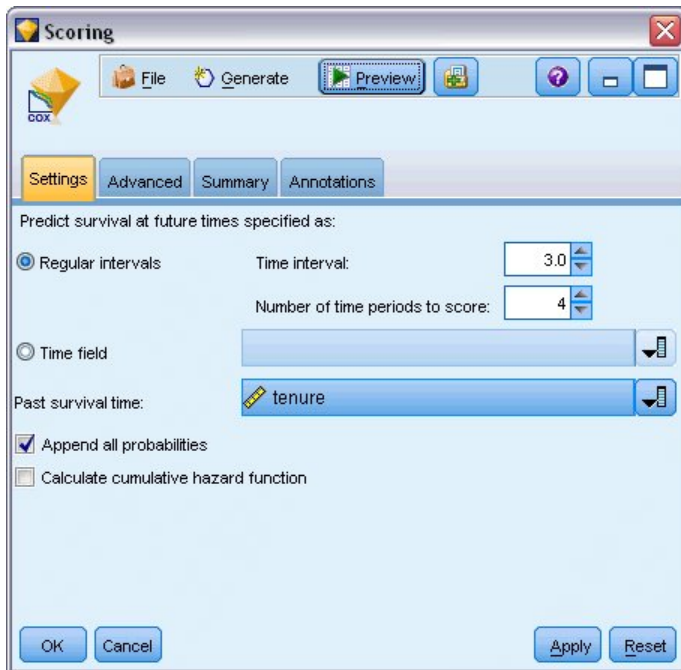 Scoring
COX
File Generate Preview
Settings Advanced Summary Annotations
Predict survival at future times specified as:
Regular intervals Time interval: 3.0
Number of time periods to score: 4
Time field
Past survival time: tenure
Append all probabilities
Calculate cumulative hazard function
OK Cancel Apply Reset